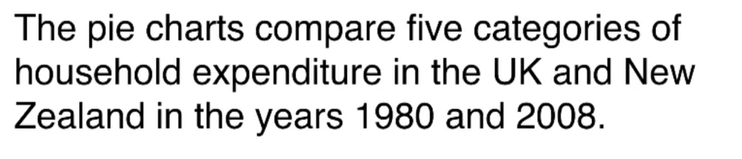 The pie charts compare five categories of
household expenditure in the UK and New
Zealand in the years 1980 and 2008.